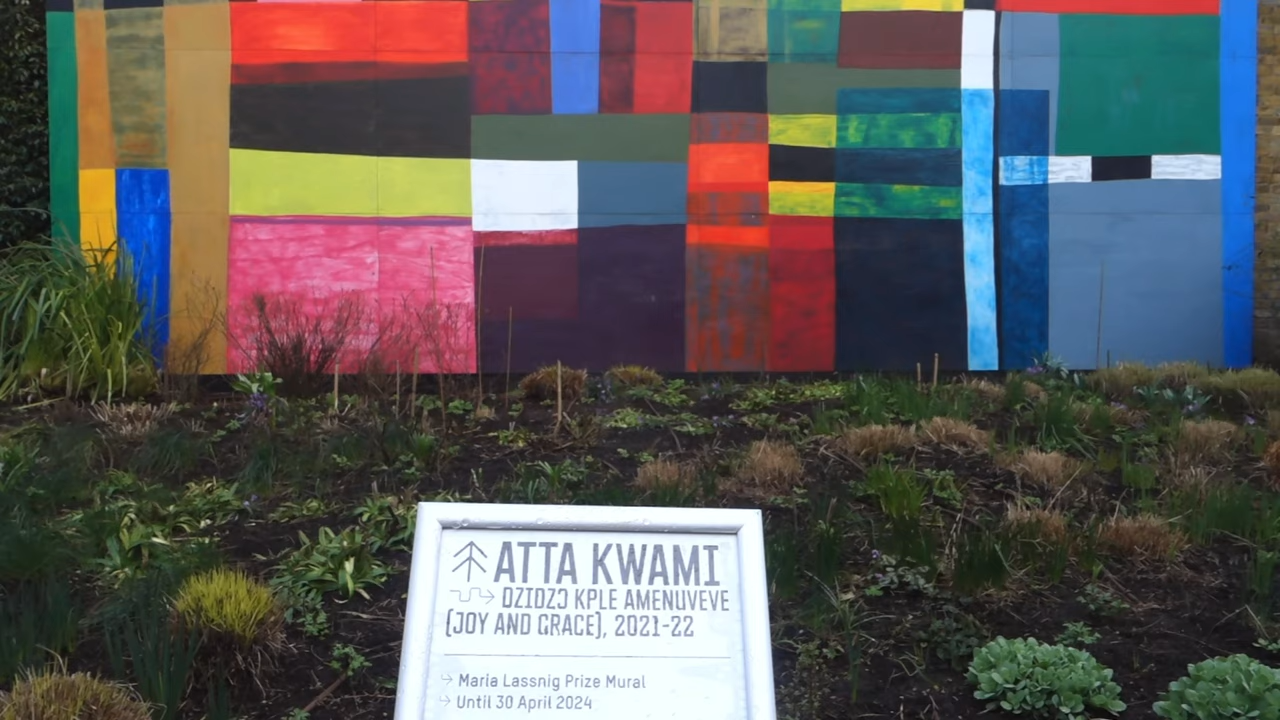 ATTA KWAMI
DZIDZƆ KPLE AMENUVEVE
(JOY AND GRACE), 2021-22
Maria Lassnig Prize Mural
Until 30 April 2024